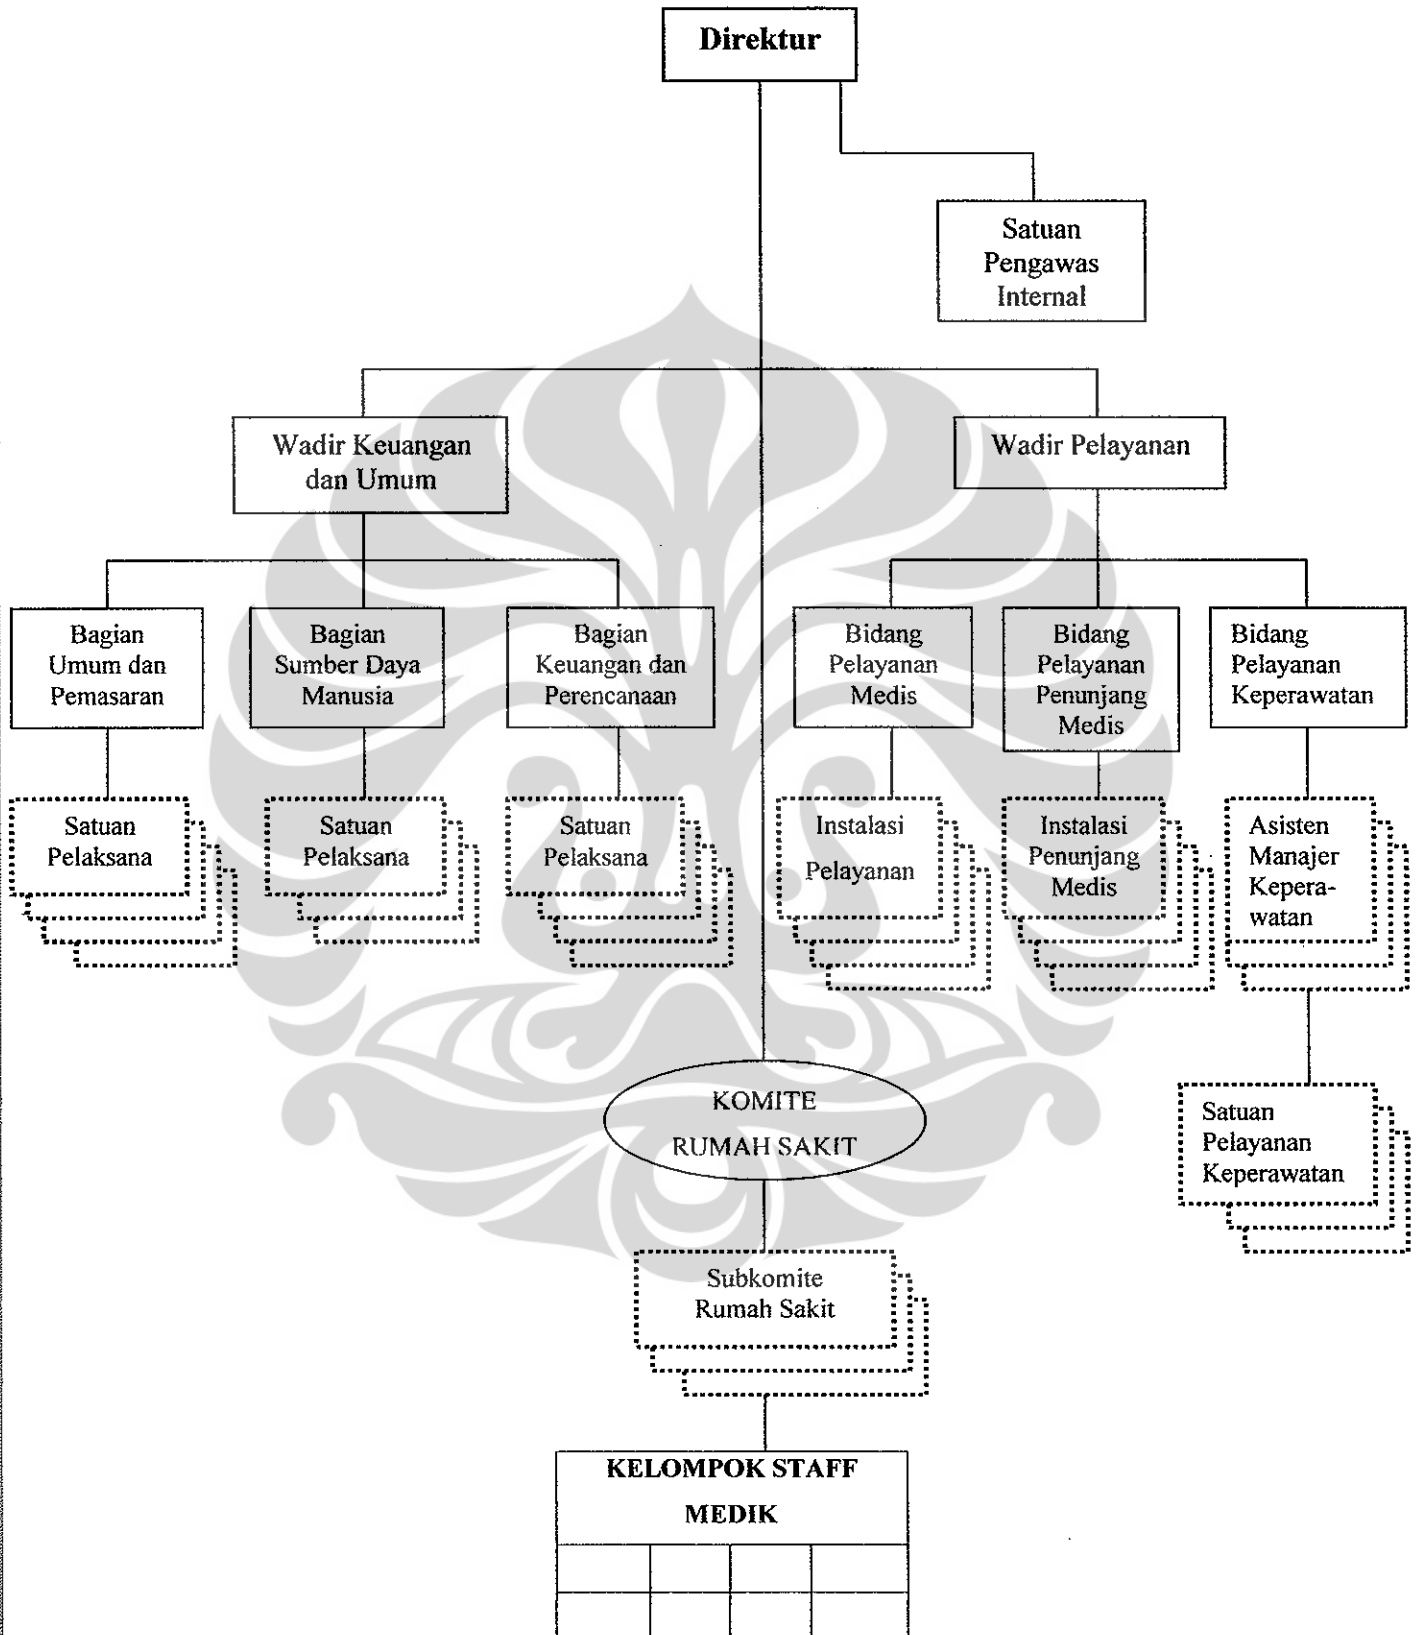 Direktur
Satuan
Pengawas
Internal
Wadir Keuangan
dan Umum
Wadir Pelayanan
Bagian
Umum dan
Pemasaran
Bagian
Sumber Daya
Manusia
Bagian
Keuangan dan
Perencanaan
Bidang
Pelayanan
Medis
Bidang
Pelayanan
Penunjang
Medis
Bidang
Pelayanan
Keperawatan
Satuan
Pelaksana
Satuan
Pelaksana
Satuan
Pelaksana
Instalasi
Pelayanan
Instalasi
Penunjang
Medis
Asisten
Manajer
Kepera-
watan
KOMITE
RUMAH SAKIT
Satuan
Pelayanan
Keperawatan
Subkomite
Rumah Sakit
KELOMPOK STAFF
MEDIK